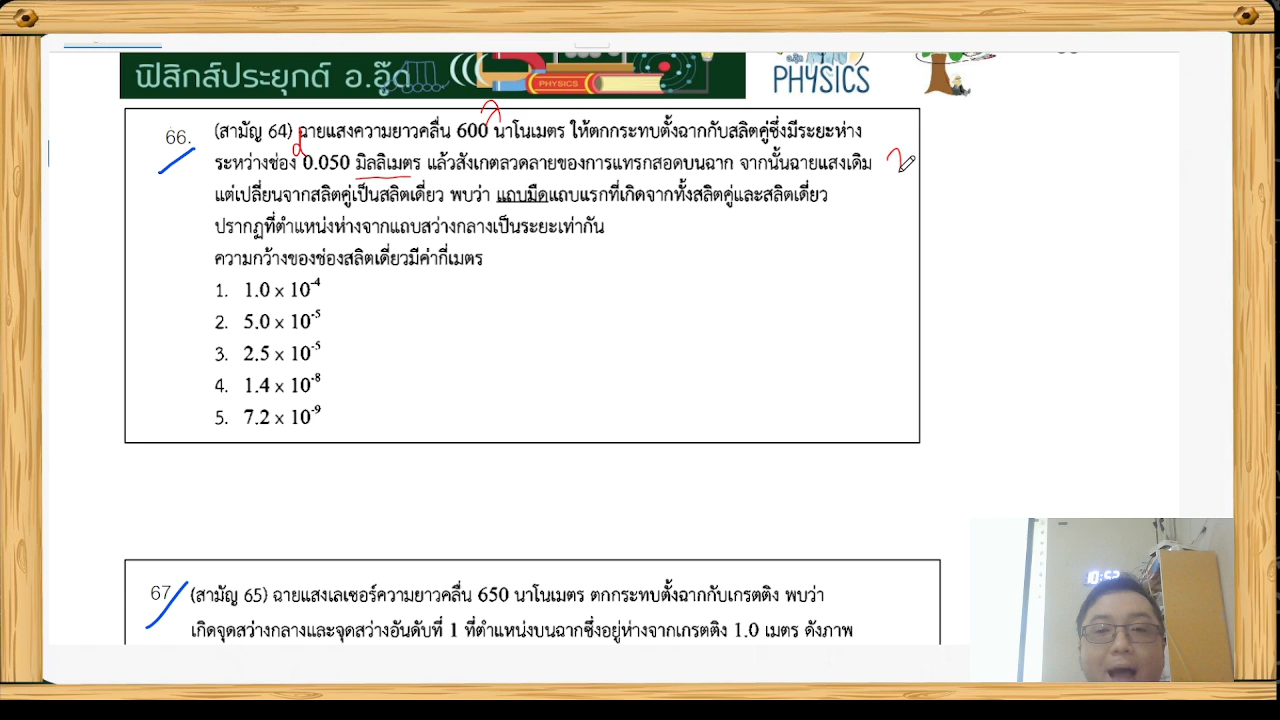 ฟิสิกส์ประยุกต์ อ.อู๊ด
PHYSICS
อ.อู๊ด
PHYSICS
66. (สามัญ 64) ฉายแสงความยาวคลื่น 600 นาโนเมตร ให้ตกกระทบตั้งฉากกับสลิตคู่ซึ่งมีระยะห่าง
λ
d
ระหว่างช่อง 0.050 มิลลิเมตร แล้วสังเกตลวดลายของการแทรกสอดบนฉาก จากนั้นฉายแสงเดิม
แต่เปลี่ยนจากสลิตคู่เป็นสลิตเดี่ยว พบว่า แถบมืดแถบแรกที่เกิดจากทั้งสลิตคู่และสลิตเดี่ยว
ปรากฏที่ตำแหน่งห่างจากแถบสว่างกลางเป็นระยะเท่ากัน
ความกว้างของช่องสลิตเดี่ยวมีค่ากี่เมตร
1. 1.0 × 10⁻⁴
2. 5.0 × 10⁻⁵
3. 2.5 × 10⁻⁵
4. 1.4 × 10⁻⁸
5. 7.2 × 10⁻⁹
67 (สามัญ 65) ฉายแสงเลเซอร์ความยาวคลื่น 650 นาโนเมตร ตกกระทบตั้งฉากกับเกรตติง พบว่า
เกิดจุดสว่างกลางและจุดสว่างอันดับที่ 1 ที่ตำแหน่งบนฉากซึ่งอยู่ห่างจากเกรตติง 1.0 เมตร ดังภาพ